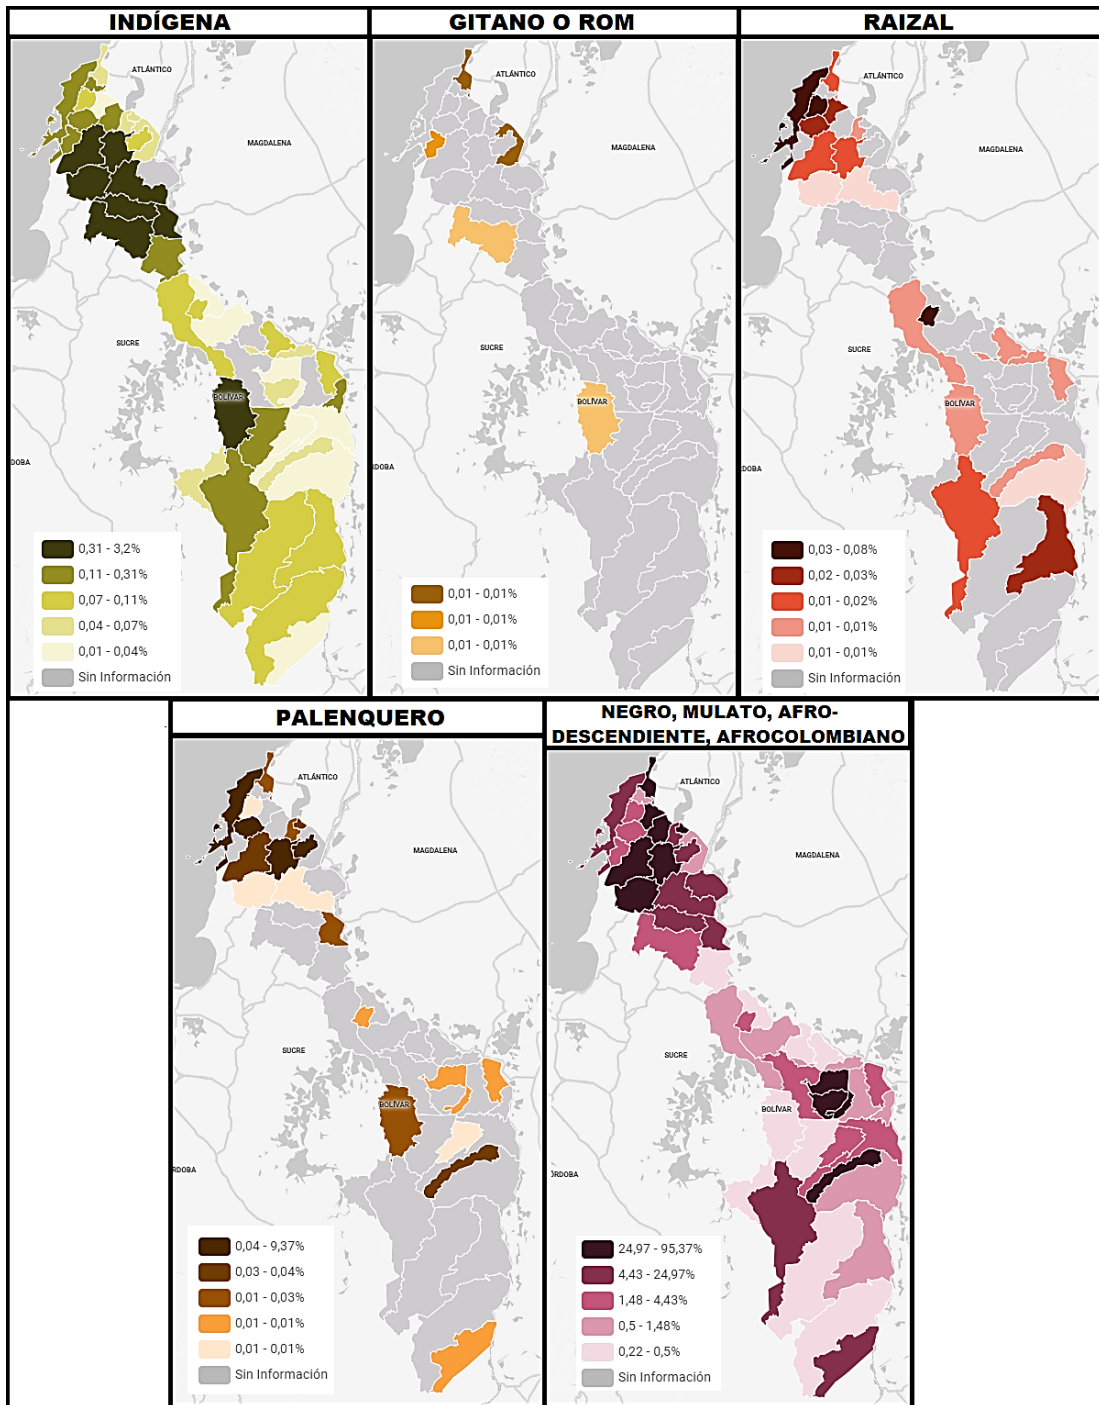 INDÍGENA
GITANO O ROM
RAIZAL
ATLÁNTICO
MAGDALENA
SUCRE
BOLÍVAR
DOBA
0,31 - 3,2%
0,11 - 0,31%
0,07 - 0,11%
0,04 - 0,07%
0,01 - 0,04%
Sin Información
ATLÁNTICO
MAGDALENA
SUCRE
BOLÍVAR
RDOBA
0,01 - 0,01%
0,01 - 0,01%
0,01 - 0,01%
Sin Información
ATLÁNTICO
MAGDALENA
SUCRE
BOLÍVAR
RDOBA
0,03 - 0,08%
0,02 - 0,03%
0,01 - 0,02%
0,01 - 0,01%
0,01 - 0,01%
Sin Información
PALENQUERO
NEGRO, MULATO, AFRO-
DESCENDIENTE, AFROCOLOMBIANO
ATLÁNTICO
MAGDALENA
SUCRE
BOLÍVAR
RDOBA
0,04 - 9,37%
0,03 - 0,04%
0,01 - 0,03%
0,01 - 0,01%
0,01 - 0,01%
Sin Información
ATLÁNTICO
MAGDALENA
SUCRE
BOLÍVAR
ÓRDOBA
24,97 - 95,37%
4,43 - 24,97%
1,48 - 4,43%
0,5 - 1,48%
0,22 - 0,5%
Sin Información